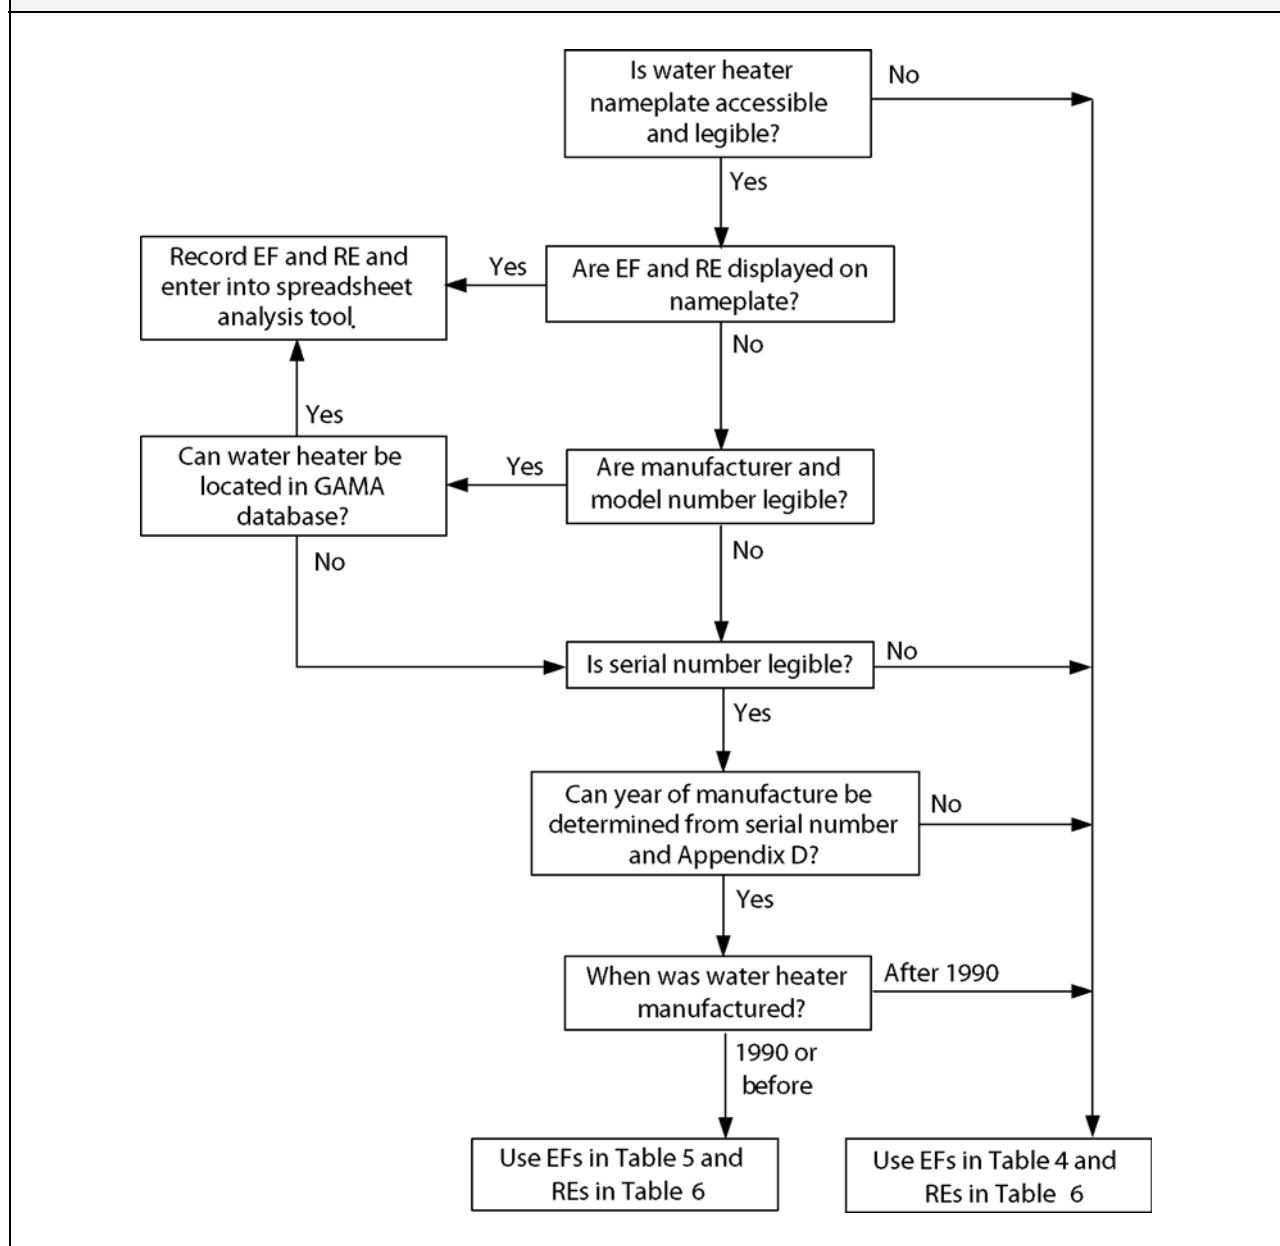 Is water heater
nameplate accessible
and legible?
No
Yes
Record EF and RE and
enter into spreadsheet
analysis tool.
Yes
Are EF and RE displayed on
nameplate?
No
Yes
Can water heater be
located in GAMA
database?
Yes
Are manufacturer and
model number legible?
No
No
Is serial number legible?
No
Yes
Can year of manufacture be
determined from serial number
and Appendix D?
No
Yes
When was water heater
manufactured?
After 1990
1990 or
before
Use EFs in Table 5 and
REs in Table 6
Use EFs in Table 4 and
REs in Table 6